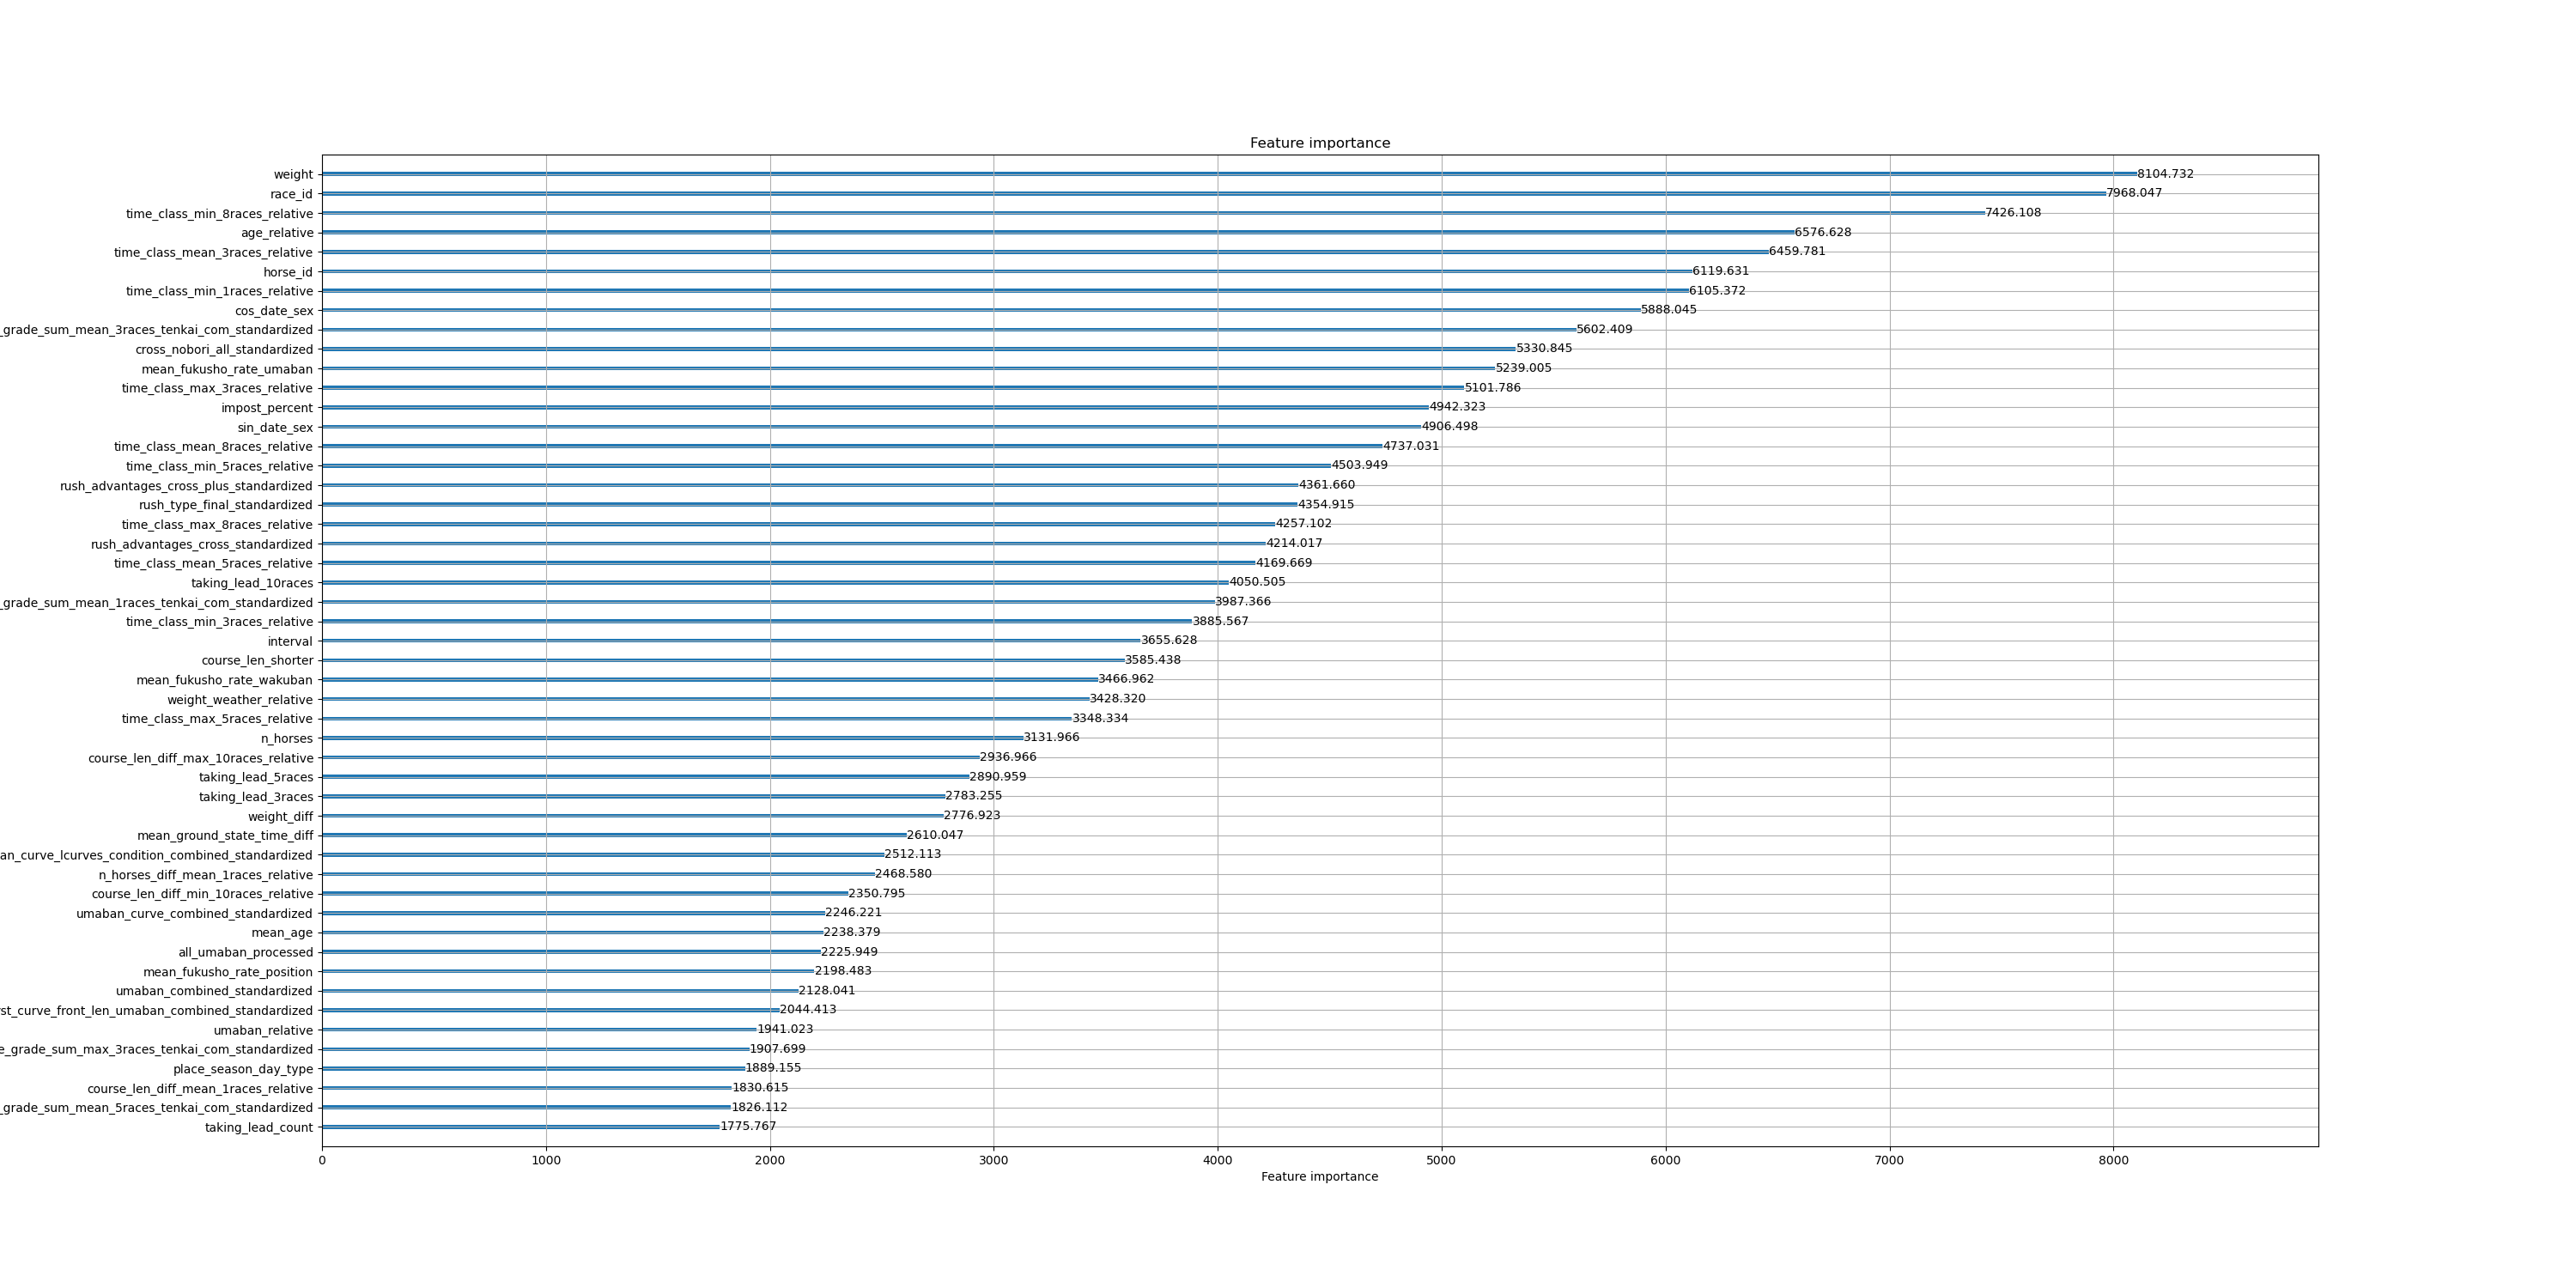 Feature importance
weight 8104.732
race_id 7968.047
time_class_min_8races_relative 7426.108
age_relative 6576.628
time_class_mean_3races_relative 6459.781
horse_id 6119.631
time_class_min_1races_relative 6105.372
cos_date_sex 5888.045
_grade_sum_mean_3races_tenkai_com_standardized 5602.409
cross_nobori_all_standardized 5330.845
mean_fukusho_rate_umaban 5239.005
time_class_max_3races_relative 5101.786
impost_percent 4942.323
sin_date_sex 4906.498
time_class_mean_8races_relative 4737.031
time_class_min_5races_relative 4503.949
rush_advantages_cross_plus_standardized 4361.660
rush_type_final_standardized 4354.915
time_class_max_8races_relative 4257.102
rush_advantages_cross_standardized 4214.017
time_class_mean_5races_relative 4169.669
taking_lead_10races 4050.505
_grade_sum_mean_1races_tenkai_com_standardized 3987.366
time_class_min_3races_relative 3885.567
interval 3655.628
course_len_shorter 3585.438
mean_fukusho_rate_wakuban 3466.962
weight_weather_relative 3428.320
time_class_max_5races_relative 3348.334
n_horses 3131.966
course_len_diff_max_10races_relative 2936.966
taking_lead_5races 2890.959
taking_lead_3races 2783.255
weight_diff 2776.923
mean_ground_state_time_diff 2610.047
an_curve_lcurves_condition_combined_standardized 2512.113
n_horses_diff_mean_1races_relative 2468.580
course_len_diff_min_10races_relative 2350.795
umaban_curve_combined_standardized 2246.221
mean_age 2238.379
all_umaban_processed 2225.949
mean_fukusho_rate_position 2198.483
umaban_combined_standardized 2128.041
st_curve_front_len_umaban_combined_standardized 2044.413
umaban_relative 1941.023
e_grade_sum_max_3races_tenkai_com_standardized 1907.699
place_season_day_type 1889.155
course_len_diff_mean_1races_relative 1830.615
_grade_sum_mean_5races_tenkai_com_standardized 1826.112
taking_lead_count 1775.767
0 1000 2000 3000 4000 5000 6000 7000 8000
Feature importance